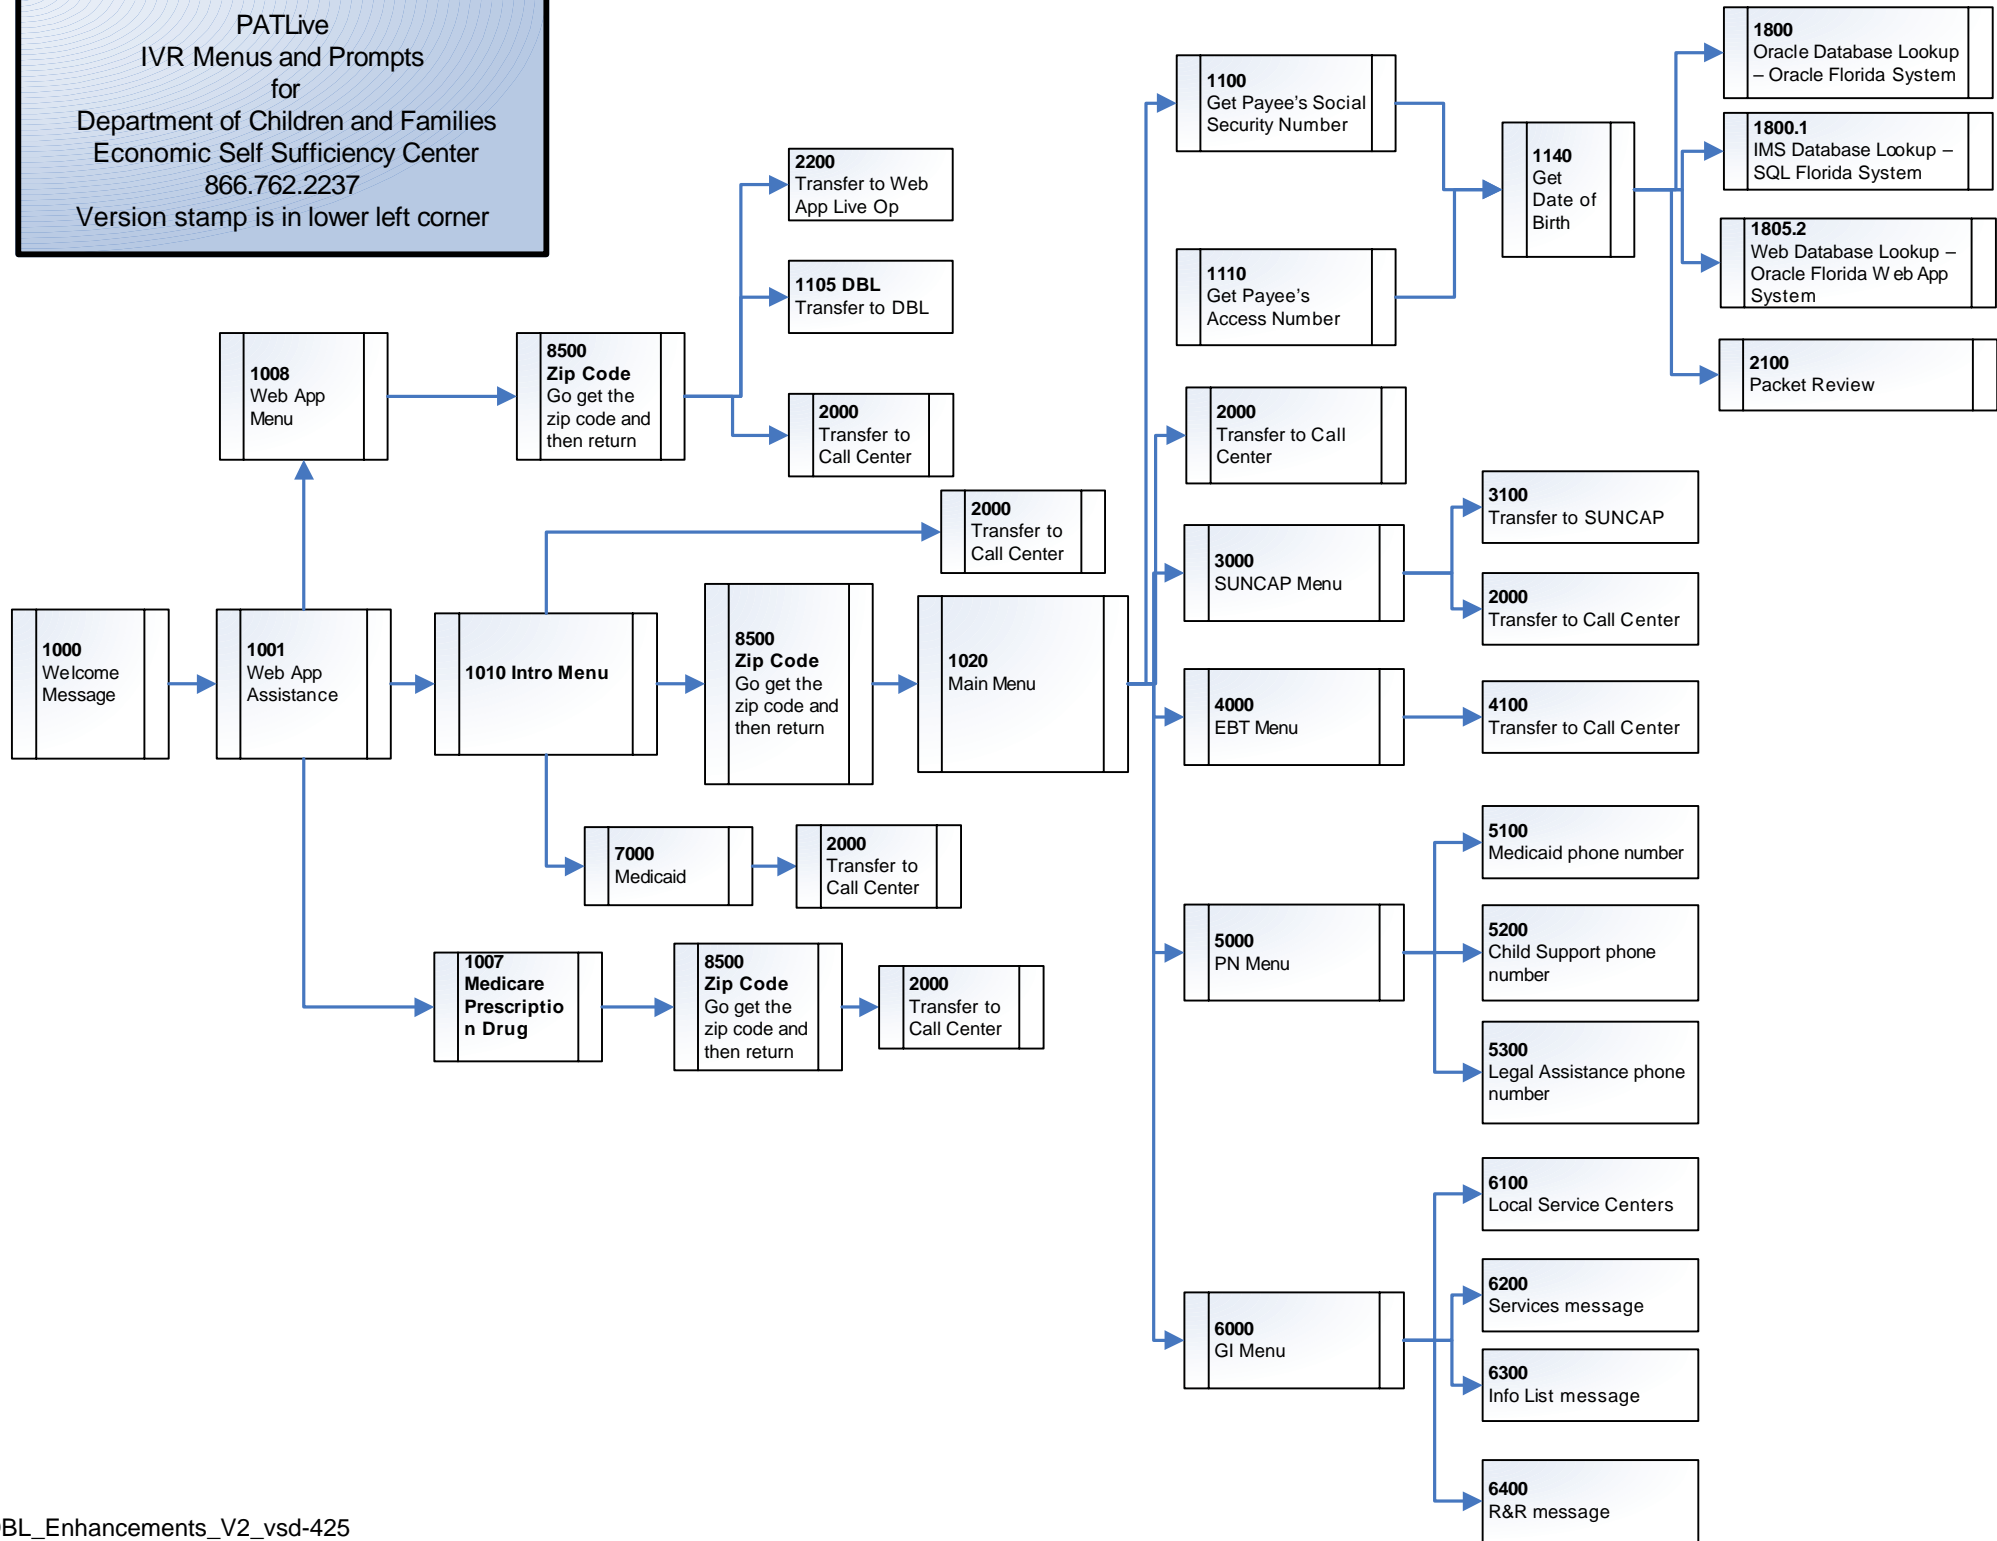 PATLive
IVR Menus and Prompts
for
Department of Children and Families
Economic Self Sufficiency Center
866.762.2237
Version stamp is in lower left corner
1000
Welcome
Message
1001
Web App
Assistance
1008
Web App
Menu
8500
Zip Code
Go get the
zip code and
then return
2200
Transfer to Web
App Live Op
1105 DBL
Transfer to DBL
2000
Transfer to
Call Center
1010 Intro Menu
2000
Transfer to
Call Center
8500
Zip Code
Go get the
zip code and
then return
1020
Main Menu
7000
Medicaid
2000
Transfer to
Call Center
1007
Medicare
Prescriptio
n Drug
8500
Zip Code
Go get the
zip code and
then return
2000
Transfer to
Call Center
1100
Get Payee’s Social
Security Number
1110
Get Payee’s
Access Number
1140
Get
Date of
Birth
1800
Oracle Database Lookup
– Oracle Florida System
1800.1
IMS Database Lookup –
SQL Florida System
1805.2
Web Database Lookup –
Oracle Florida Web App
System
2100
Packet Review
2000
Transfer to Call
Center
3000
SUNCAP Menu
3100
Transfer to SUNCAP
2000
Transfer to Call Center
4000
EBT Menu
4100
Transfer to Call Center
5000
PN Menu
5100
Medicaid phone number
5200
Child Support phone
number
5300
Legal Assistance phone
number
6000
GI Menu
6100
Local Service Centers
6200
Services message
6300
Info List message
6400
R&R message
BL_Enhancements_V2_vsd-425